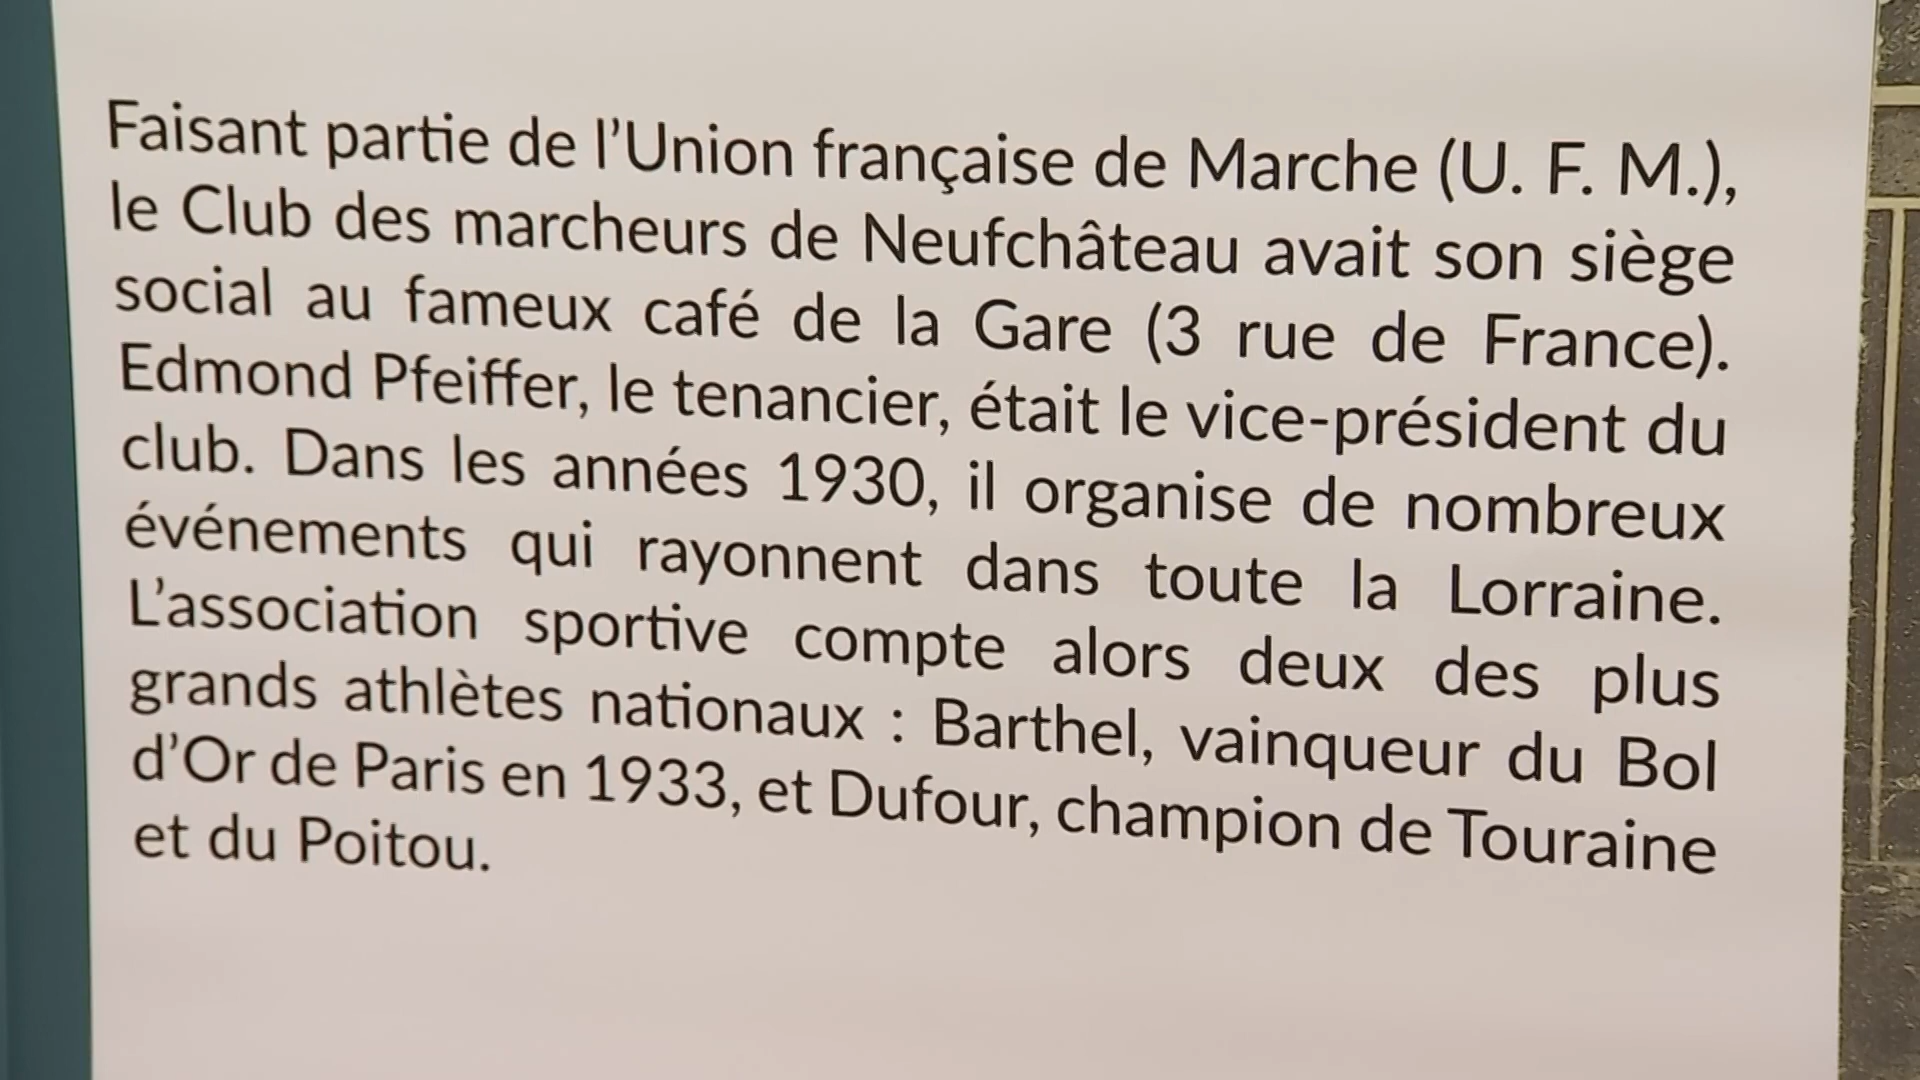 Faisant partie de l’Union française de Marche (U. F. M.),
le Club des marcheurs de Neufchâteau avait son siège
social au fameux café de la Gare (3 rue de France).
Edmond Pfeiffer, le tenancier, était le vice-président du
club. Dans les années 1930, il organise de nombreux
événements qui rayonnent dans toute la Lorraine.
L’association sportive compte alors deux des plus
grands athlètes nationaux : Barthel, vainqueur du Bol
d’Or de Paris en 1933, et Dufour, champion de Touraine
et du Poitou.